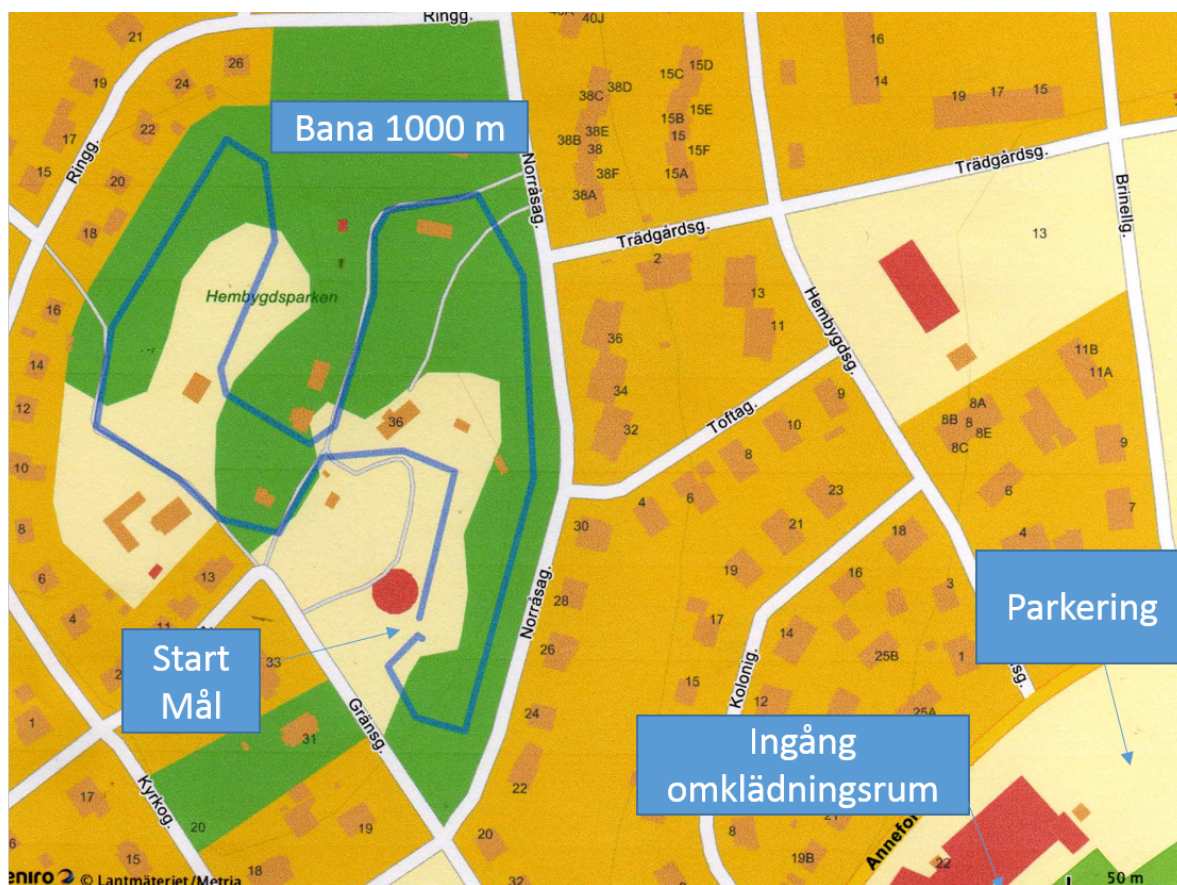 Ringg.
40J
21
26
19
24
38D
15C
15D
16
14
19
17
15
Bana 1000 m
38C
15E
17
22
38E
15B
38B
38
15
15F
Ringg.
15
20
38F
15A
38A
Norråsag.
Trädgårdsg.
Brinellg.
18
Trädgårdsg.
13
2
Hembygdsparken
13
16
36
11
Hembygdsg.
14
34
11B
11A
12
36
32
Toftag.
9
8A
8B
8
8E
8C
9
10
10
8
6
4
23
6
7
8
30
21
18
4
6
13
19
16
3
Norråsag.
28
4
11
17
14
Parkering
Start
Mål
33
26
25B
1
sg.
15
Kolonig.
12
25A
1
Gränsg.
31
24
Ingång
omklädningsrum
Kyrkog.
22
17
20
19
20
8
21
Annefo
15
18
32
19B
22
50 m
eniro © Lantmäteriet/Metria